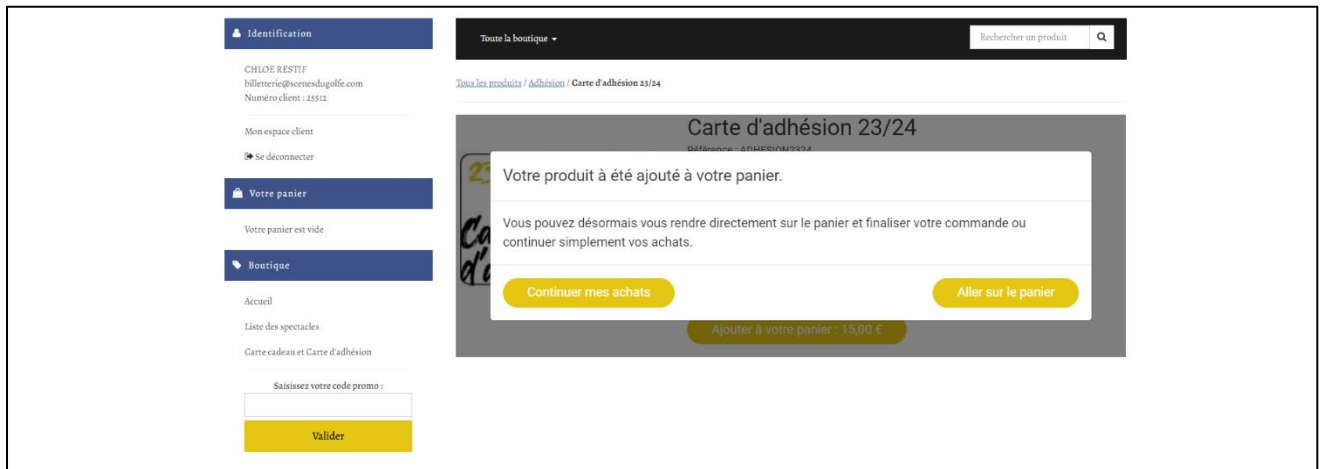 Identification
CHLOE RESTIF
billetterie@scenesdugolfe.com
Numéro client : 25512
Mon espace client
Se déconnecter
Votre panier
Votre panier est vide
Boutique
Accueil
Liste des spectacles
Carte cadeau et Carte d'adhésion
Saisissez votre code promo :
Valider
Toute la boutique
Rechercher un produit
Tous les produits / Adhésion / Carte d'adhésion 23/24
Carte d'adhésion 23/24
Référence : ADHESION2324
Votre produit à été ajouté à votre panier.
Vous pouvez désormais vous rendre directement sur le panier et finaliser votre commande ou
continuer simplement vos achats.
Continuer mes achats
Aller sur le panier
Ajouter à votre panier : 15,00 €